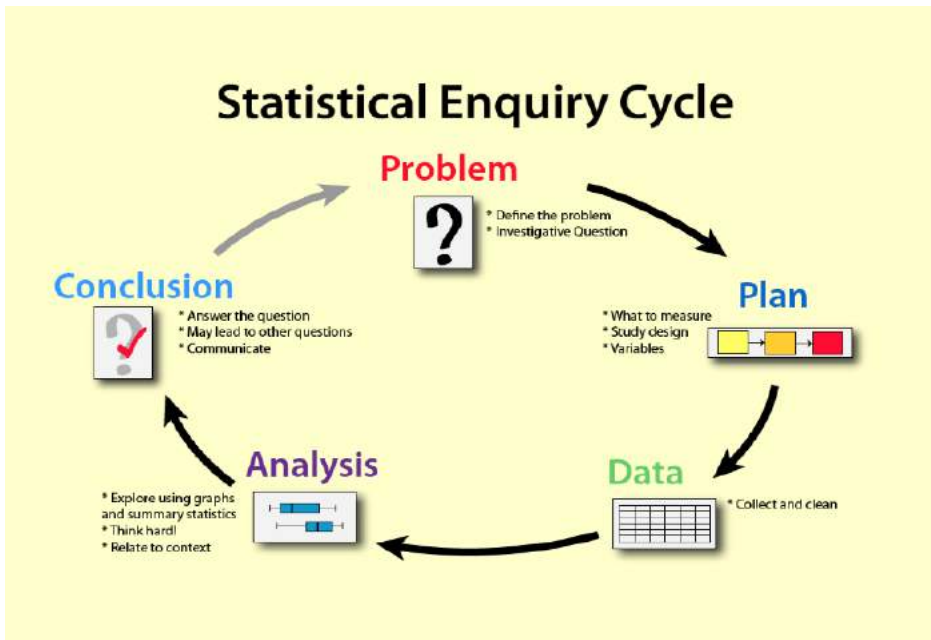 Statistical Enquiry Cycle
Problem
* Define the problem
* Investigative Question
Plan
* What to measure
* Study design
* Variables
Data
* Collect and clean
Analysis
* Explore using graphs
and summary statistics
* Think hard!
* Relate to context
Conclusion
* Answer the question
* May lead to other questions
* Communicate